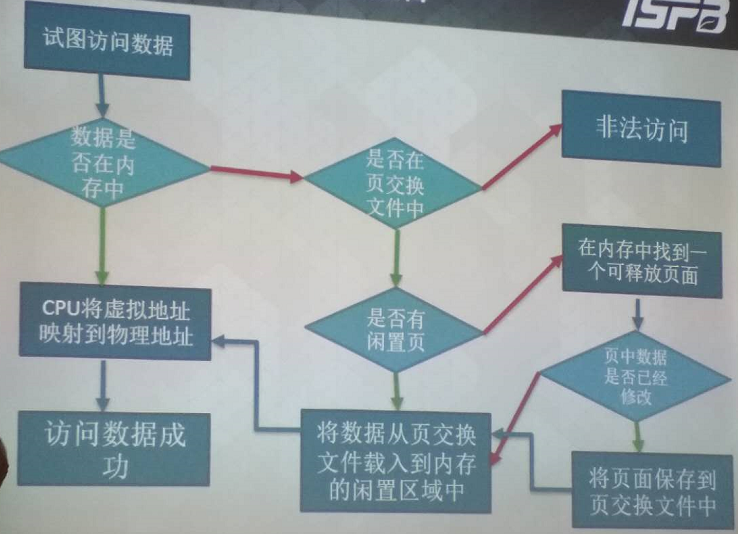 ISFB
试图访问数据
数据是
否在内
存中
是否在
页交换
文件中
非法访问
在内存中找到一
个可释放页面
CPU将虚拟地址
映射到物理地址
是否有
闲置页
页中数据
是否已经
修改
访问数据成
功
将数据从页交换
文件载入到内存
的闲置区域中
将页面保存到
页交换文件中